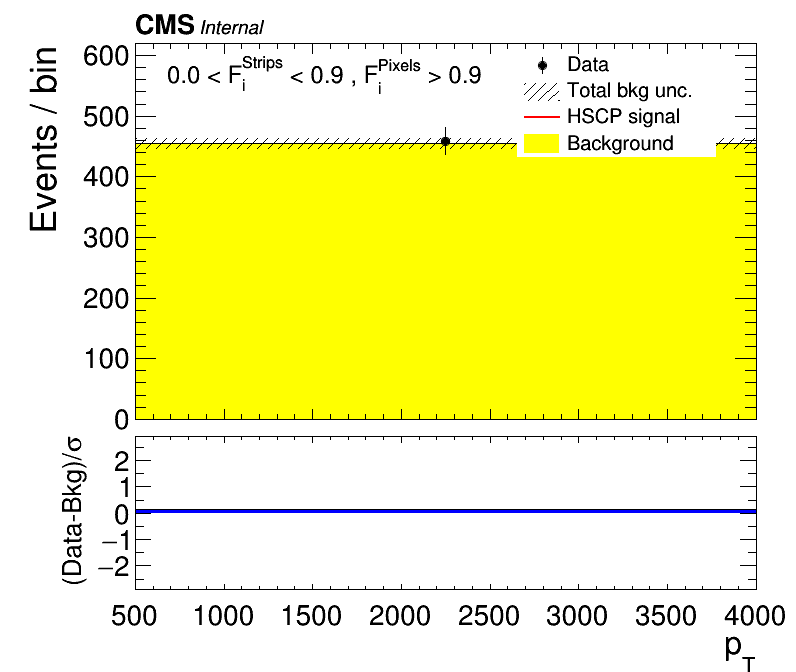 CMS Internal
0.0 < F_i^Strips < 0.9 , F_i^Pixels > 0.9
Data
Total bkg unc.
HSCP signal
Background
Events / bin
600
500
400
300
200
100
0
(Data-Bkg)/σ
2
1
0
−1
−2
500 1000 1500 2000 2500 3000 3500 4000
p_T